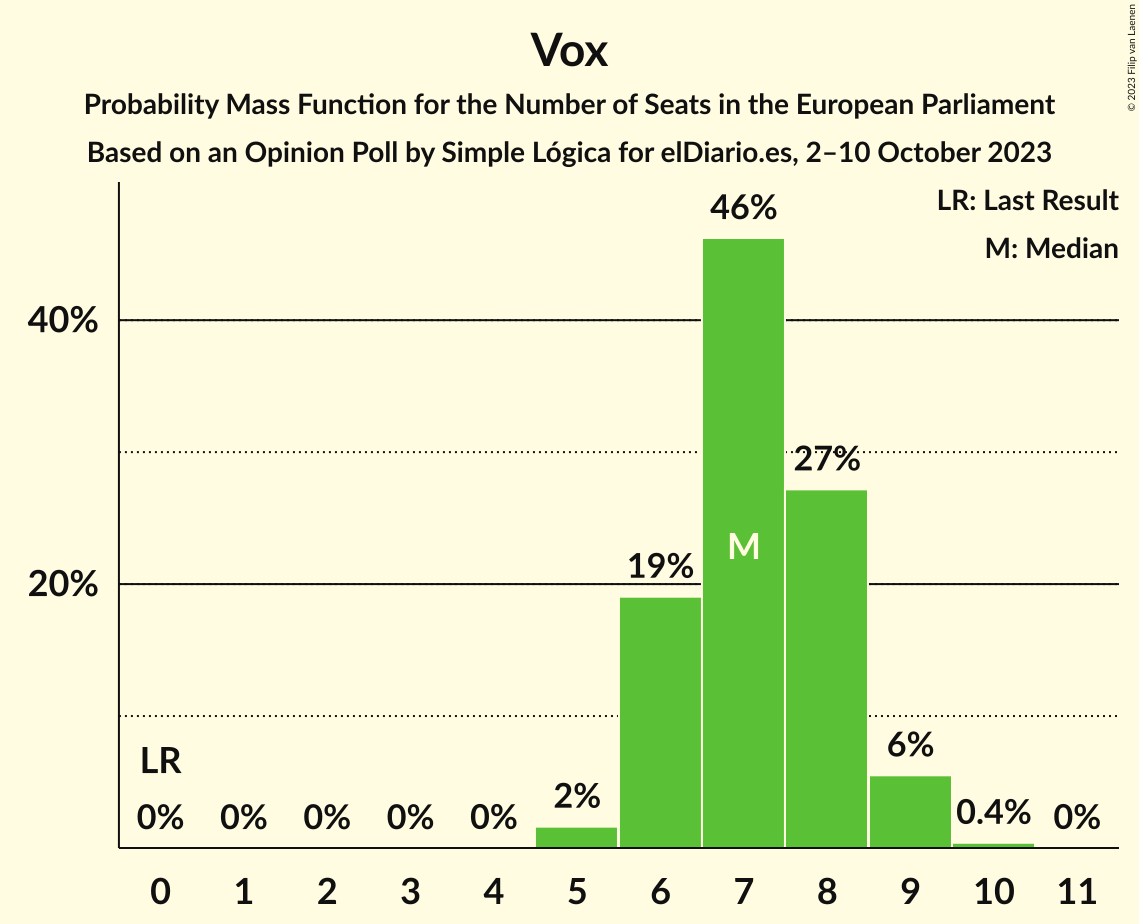 © 2023 Filip van Laenen
Vox
Probability Mass Function for the Number of Seats in the European Parliament
Based on an Opinion Poll by Simple Lógica for elDiario.es, 2–10 October 2023
LR: Last Result
M: Median
46%
40%
27%
M
19%
20%
6%
LR
2%
0% 0% 0% 0% 0% 0.4% 0%
0 1 2 3 4 5 6 7 8 9 10 11